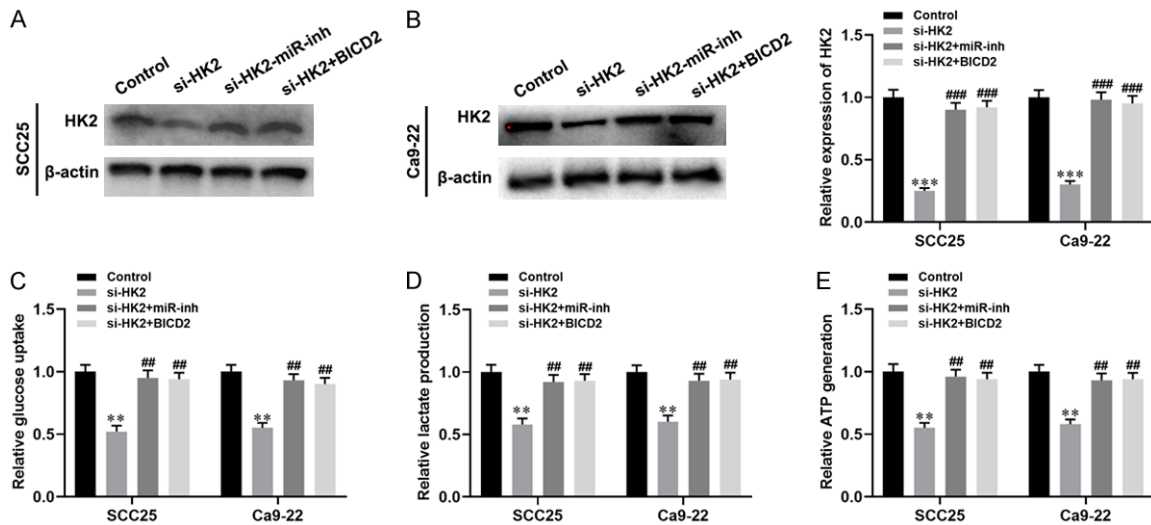 A
Control
si-HK2
si-HK2-miR-inh
si-HK2+BICD2
SCC25
HK2
β-actin
B
Control
si-HK2
si-HK2-miR-inh
si-HK2+BICD2
Ca9-22
HK2
β-actin
Control
si-HK2
si-HK2+miR-inh
si-HK2+BICD2
Relative expression of HK2
1.5
1.0
0.5
0.0
*** ### ###
*** ### ###
SCC25 Ca9-22
C
Control
si-HK2
si-HK2+miR-inh
si-HK2+BICD2
Relative glucose uptake
1.5
1.0
0.5
0.0
** ## ##
** ## ##
SCC25 Ca9-22
D
Control
si-HK2
si-HK2+miR-inh
si-HK2+BICD2
Relative lactate production
1.5
1.0
0.5
0.0
** ## ##
** ## ##
SCC25 Ca9-22
E
Control
si-HK2
si-HK2+miR-inh
si-HK2+BICD2
Relative ATP generation
1.5
1.0
0.5
0.0
** ## ##
** ## ##
SCC25 Ca9-22